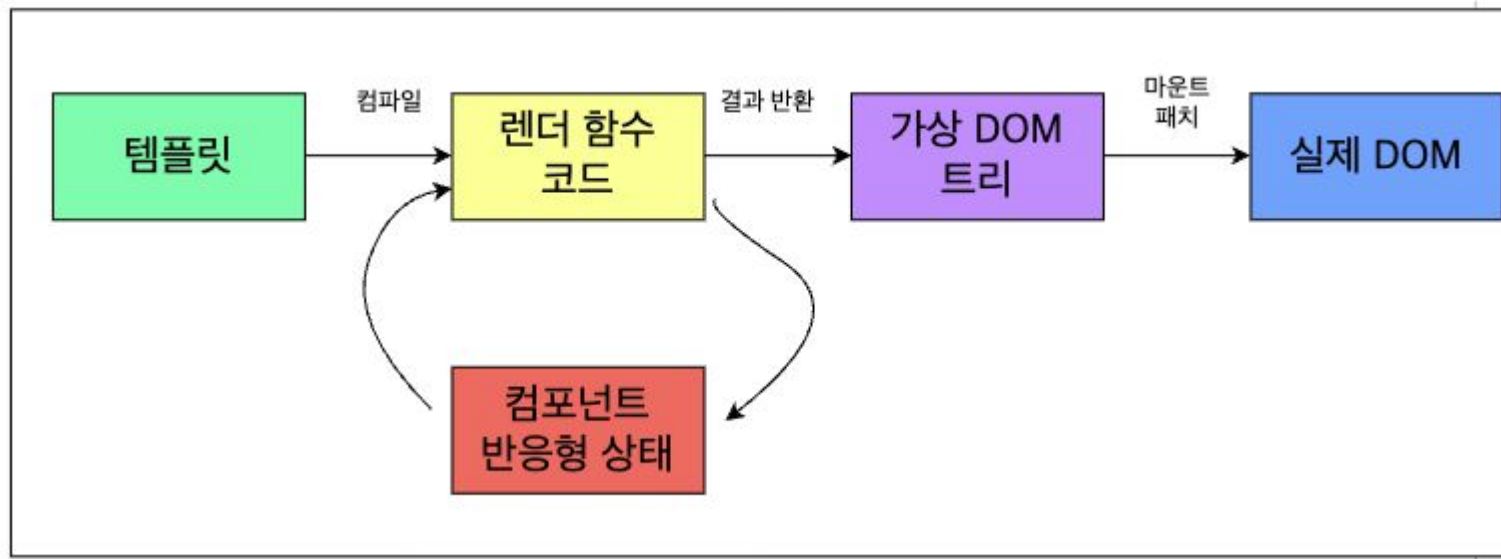 템플릿
컴파일
렌더 함수
코드
결과 반환
가상 DOM
트리
마운트
패치
실제 DOM
컴포넌트
반응형 상태